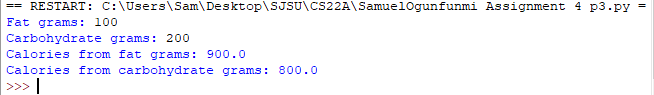 == RESTART: C:\Users\Sam\Desktop\SJSU\CS22A\SamuelOgunfunmi Assignment 4 p3.py =
Fat grams: 100
Carbohydrate grams: 200
Calories from fat grams: 900.0
Calories from carbohydrate grams: 800.0
>>>